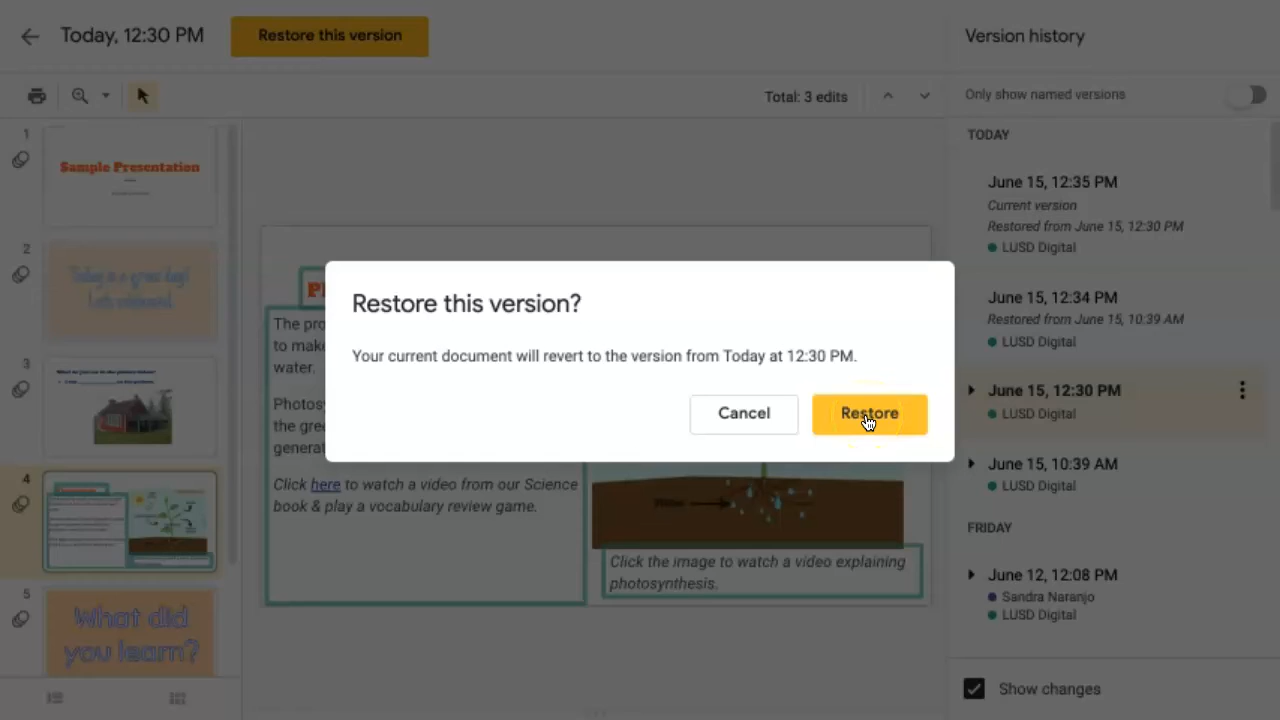 Today, 12:30 PM
Restore this version
Version history
Total: 3 edits
Only show named versions
TODAY
June 15, 12:35 PM
Current version
Restored from June 15, 12:30 PM
LUSD Digital
June 15, 12:34 PM
Restored from June 15, 10:39 AM
LUSD Digital
June 15, 12:30 PM
LUSD Digital
June 15, 10:39 AM
LUSD Digital
FRIDAY
June 12, 12:08 PM
Sandra Naranjo
LUSD Digital
Show changes
1
Sample Presentation
2
Today is a great day!
3
4
5
What did
you learn?
The
to make
water.
the
Click here to watch a video from our Science
book & play a vocabulary review game.
Click the image to watch a video explaining
photosynthesis.
Restore this version?
Your current document will revert to the version from Today at 12:30 PM.
Cancel
Restore